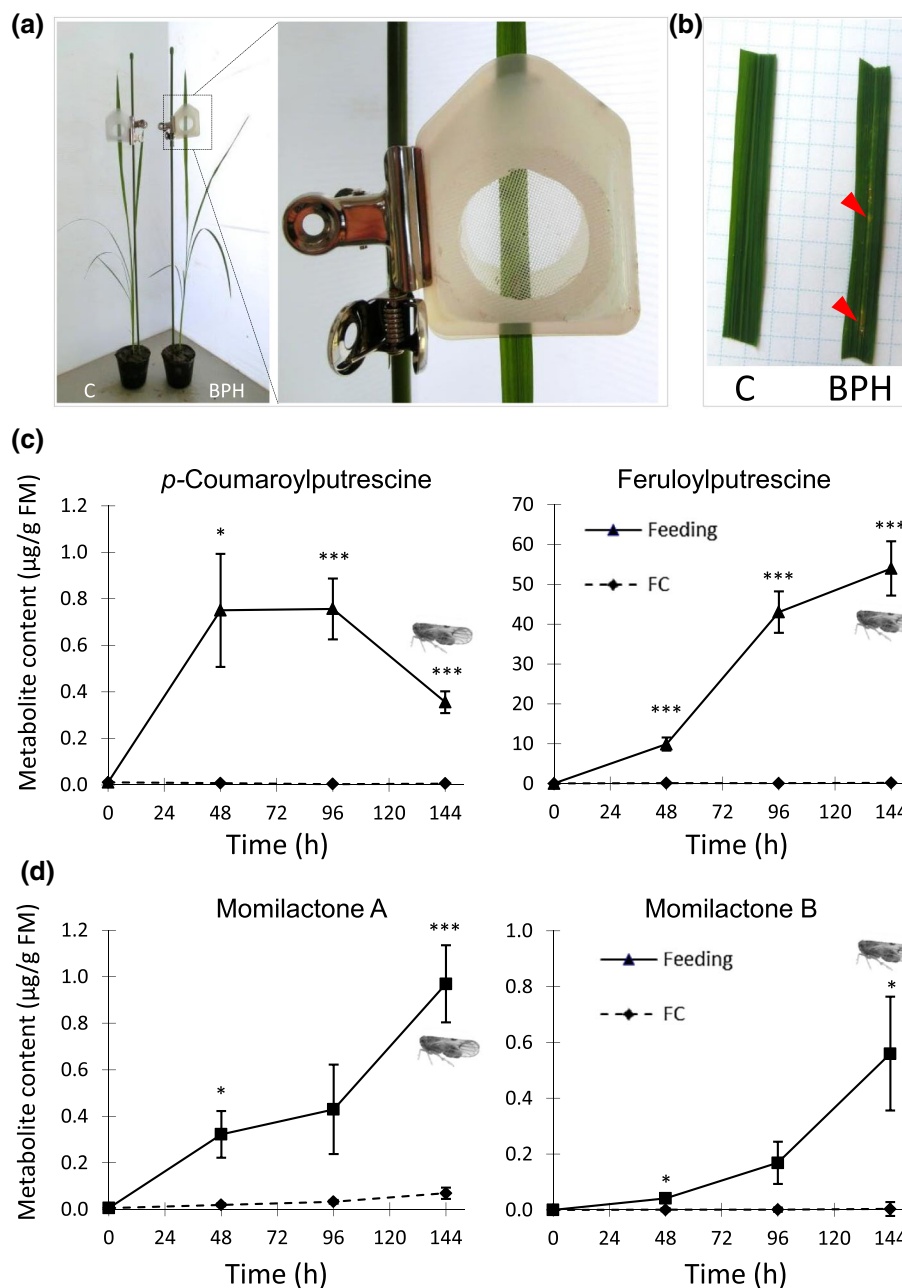 (a)
C
BPH
(b)
C
BPH
(c)
p-Coumaroylputrescine
Metabolite content (µg/g FM)
1.2
1.0
0.8
0.6
0.4
0.2
0.0
*
***
***
0 24 48 72 96 120 144
Time (h)
Feruloylputrescine
70
60
50
40
30
20
10
0
Feeding
FC
***
***
***
0 24 48 72 96 120 144
Time (h)
(d)
Momilactone A
Metabolite content (µg/g FM)
1.2
1.0
0.8
0.6
0.4
0.2
0.0
*
***
0 24 48 72 96 120 144
Time (h)
Momilactone B
1.0
0.8
0.6
0.4
0.2
0.0
Feeding
FC
*
*
0 24 48 72 96 120 144
Time (h)